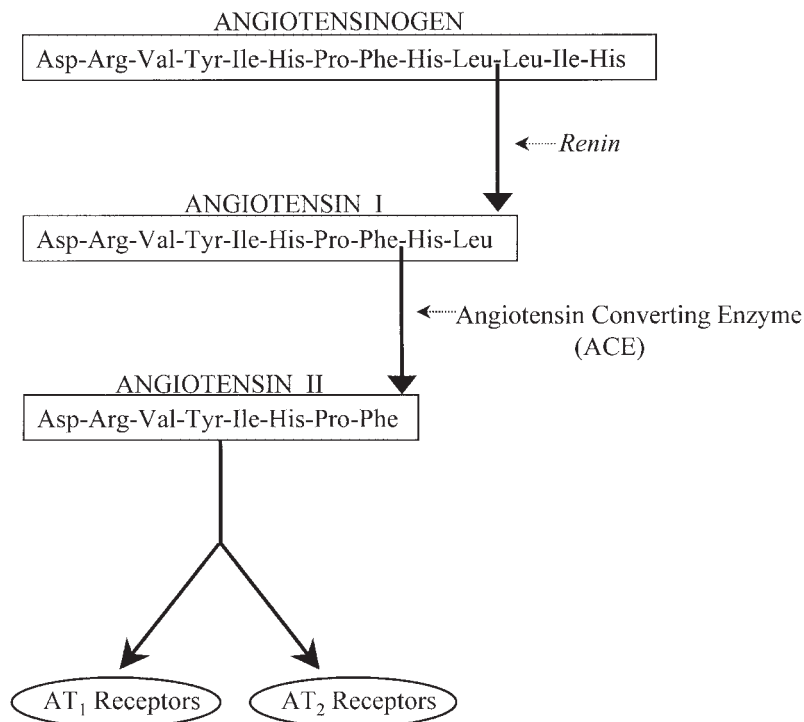 ANGIOTENSINOGEN
Asp-Arg-Val-Tyr-Ile-His-Pro-Phe-His-Leu-Leu-Ile-His
Renin
ANGIOTENSIN I
Asp-Arg-Val-Tyr-Ile-His-Pro-Phe-His-Leu
Angiotensin Converting Enzyme
(ACE)
ANGIOTENSIN II
Asp-Arg-Val-Tyr-Ile-His-Pro-Phe
AT₁ Receptors
AT₂ Receptors